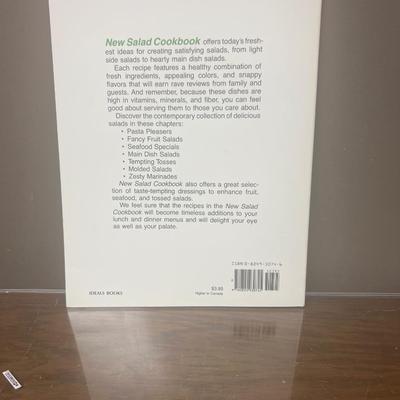 New Salad Cookbook offers today's fresh-
est ideas for creating satisfying salads, from light
side salads to hearly main dish salads.
Each recipe features a healthy combination of
fresh ingredients, appealing colors, and snappy
flavors that will earn rave reviews from family and
guests. And remember, because these dishes are
high in vitamins, minerals, and fiber, you can feel
good about serving them to those you care about.
Discover the contemporary collection of delicious
salads in these chapters:
• Pasta Pleasers
• Fancy Fruit Salads
• Seafood Specials
• Main Dish Salads
• Tempting Tosses
• Molded Salads
• Zesty Marinades
New Salad Cookbook also offers a great selec-
tion of taste-tempting dressings to enhance fruit,
seafood, and tossed salads.
We feel sure that the recipes in the New Salad
Cookbook will become timeless additions to your
lunch and dinner menus and will delight your eye
as well as your palate.
ISBN 0-8249-3074-6
IDEALS BOOKS
$3.95
Higher in Canada